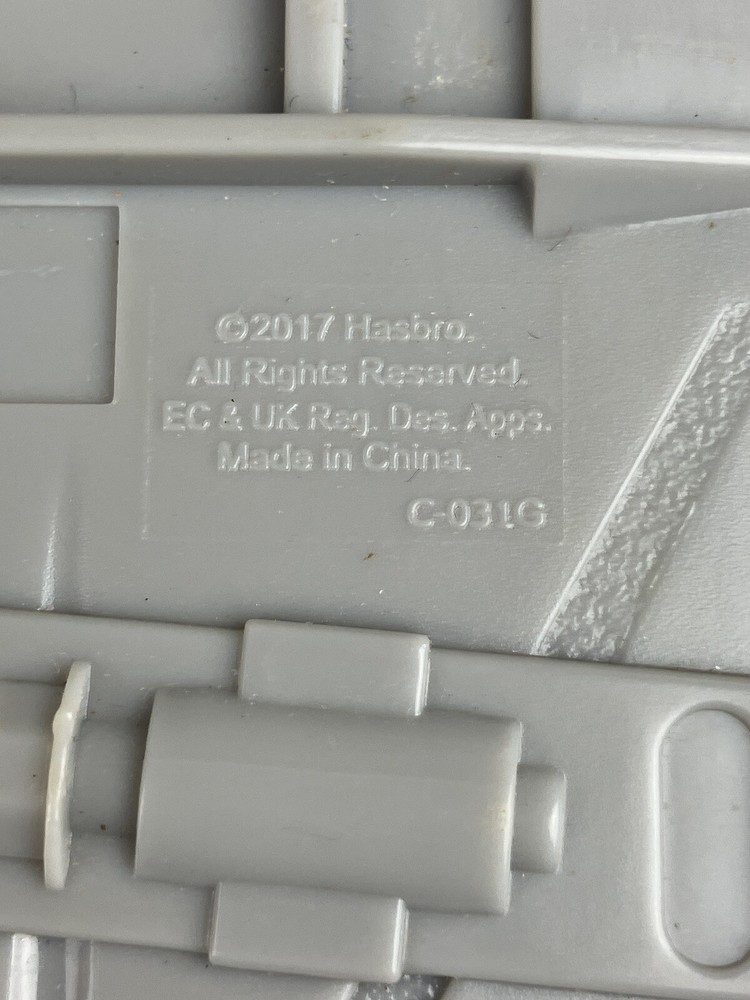 ©2017 Hasbro.
All Rights Reserved.
EC & UK Reg. Des. Apps.
Made in China.
C-031G